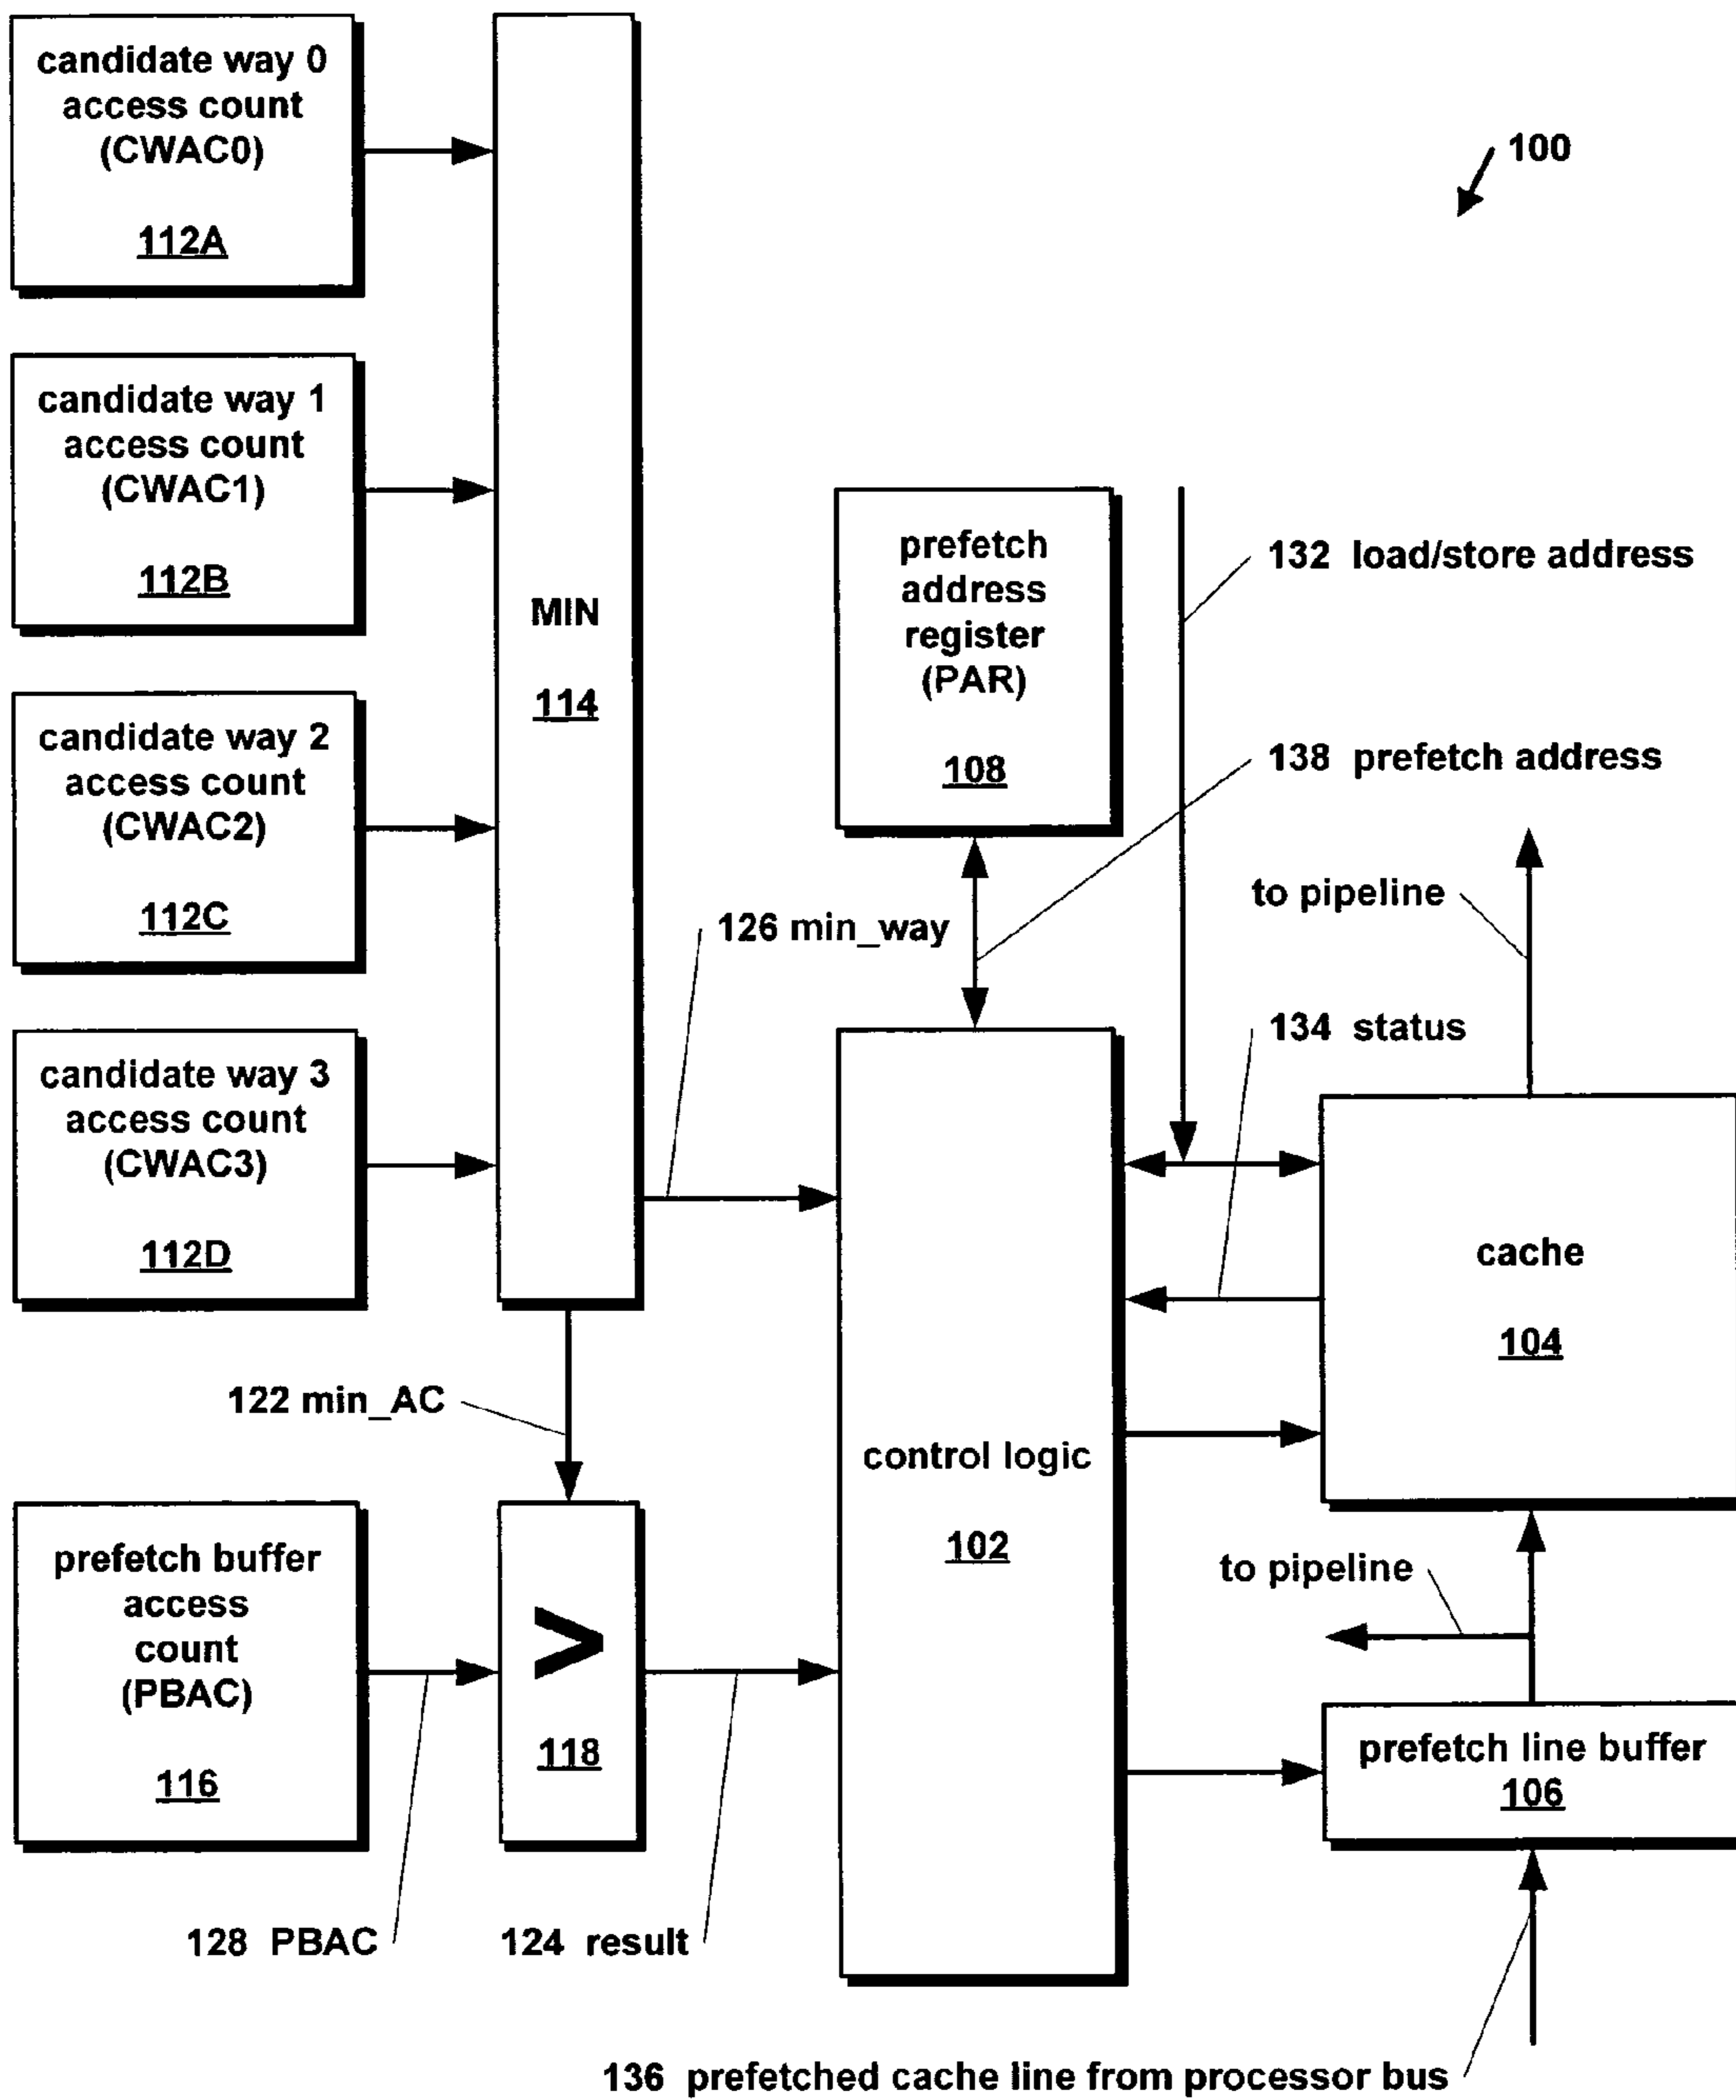 candidate way 0
access count
(CWAC0)
112A
candidate way 1
access count
(CWAC1)
112B
candidate way 2
access count
(CWAC2)
112C
candidate way 3
access count
(CWAC3)
112D
MIN
114
100
prefetch
address
register
(PAR)
108
132 load/store address
138 prefetch address
to pipeline
126 min_way
134 status
cache
104
122 min_AC
control logic
102
prefetch buffer
access
count
(PBAC)
116
>
118
to pipeline
prefetch line buffer
106
128 PBAC
124 result
136 prefetched cache line from processor bus